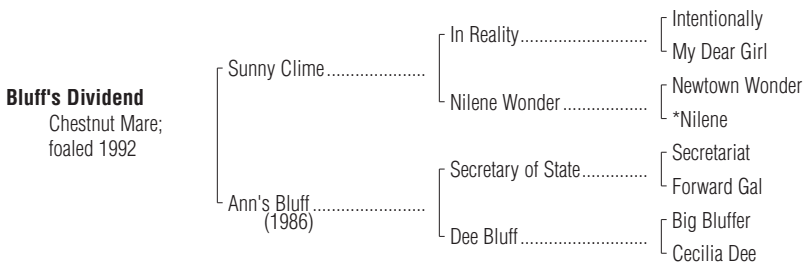 Intentionally
In Reality............................
My Dear Girl
Sunny Clime.....................
Newtown Wonder
Bluff's Dividend
Nilene Wonder..................
Chestnut Mare;
*Nilene
foaled 1992
Secretariat
Secretary of State..............
Forward Gal
Ann's Bluff........................
(1986)
Big Bluffer
Dee Bluff............................
Cecilia Dee